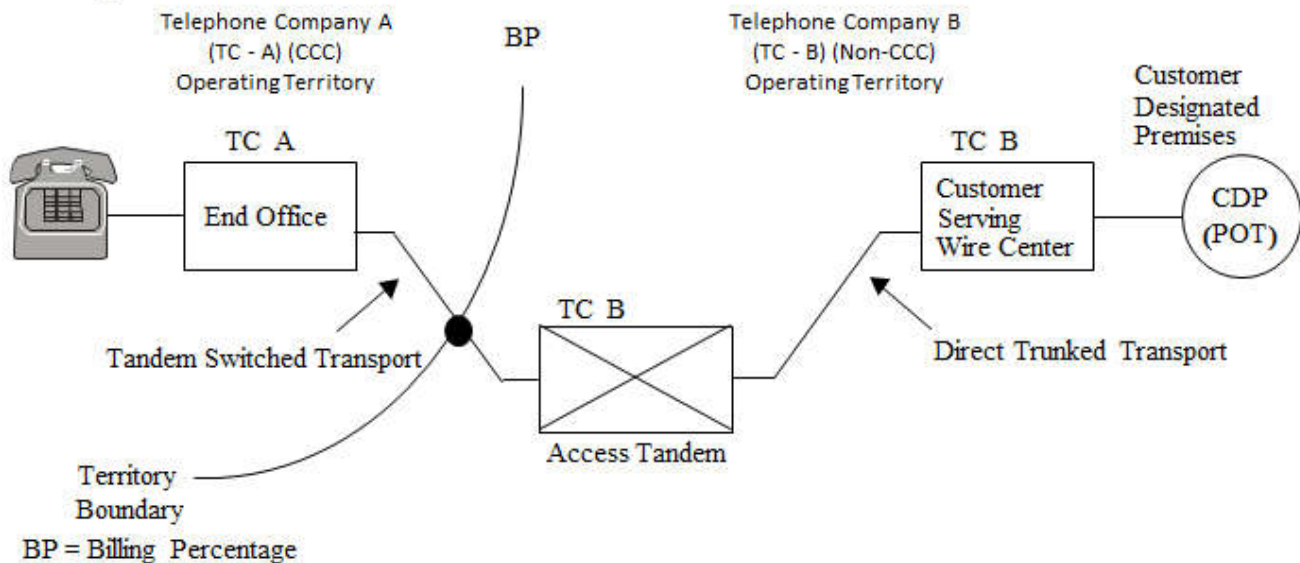 Telephone Company A
(TC - A) (CCC)
Operating Territory
BP
Telephone Company B
(TC - B) (Non-CCC)
Operating Territory
Customer
Designated
Premises
TC A
End Office
TC B
Customer
Serving
Wire Center
CDP
(POT)
TC B
Tandem Switched Transport
Direct Trunked Transport
Access Tandem
Territory
Boundary
BP = Billing Percentage